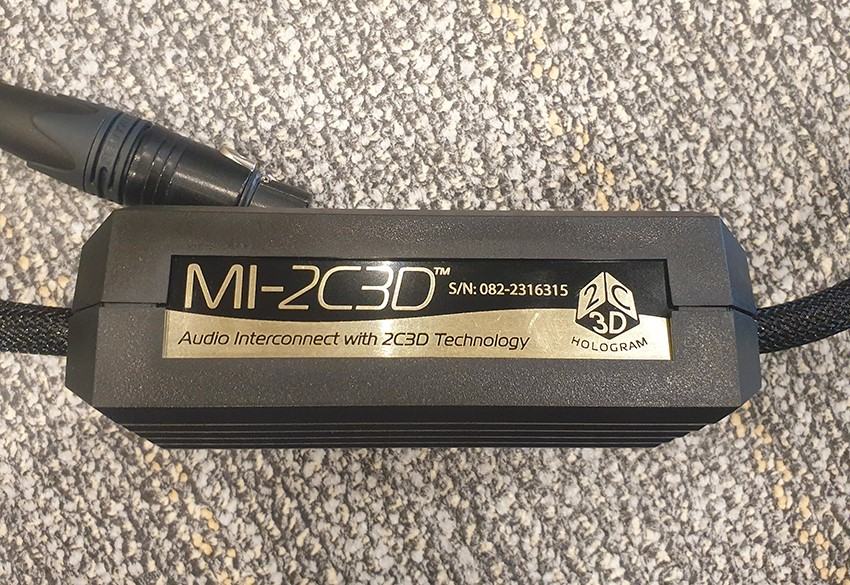 MI-2C3D™ S/N: 082-2316315
Audio Interconnect with 2C3D Technology
2C
3D
HOLOGRAM